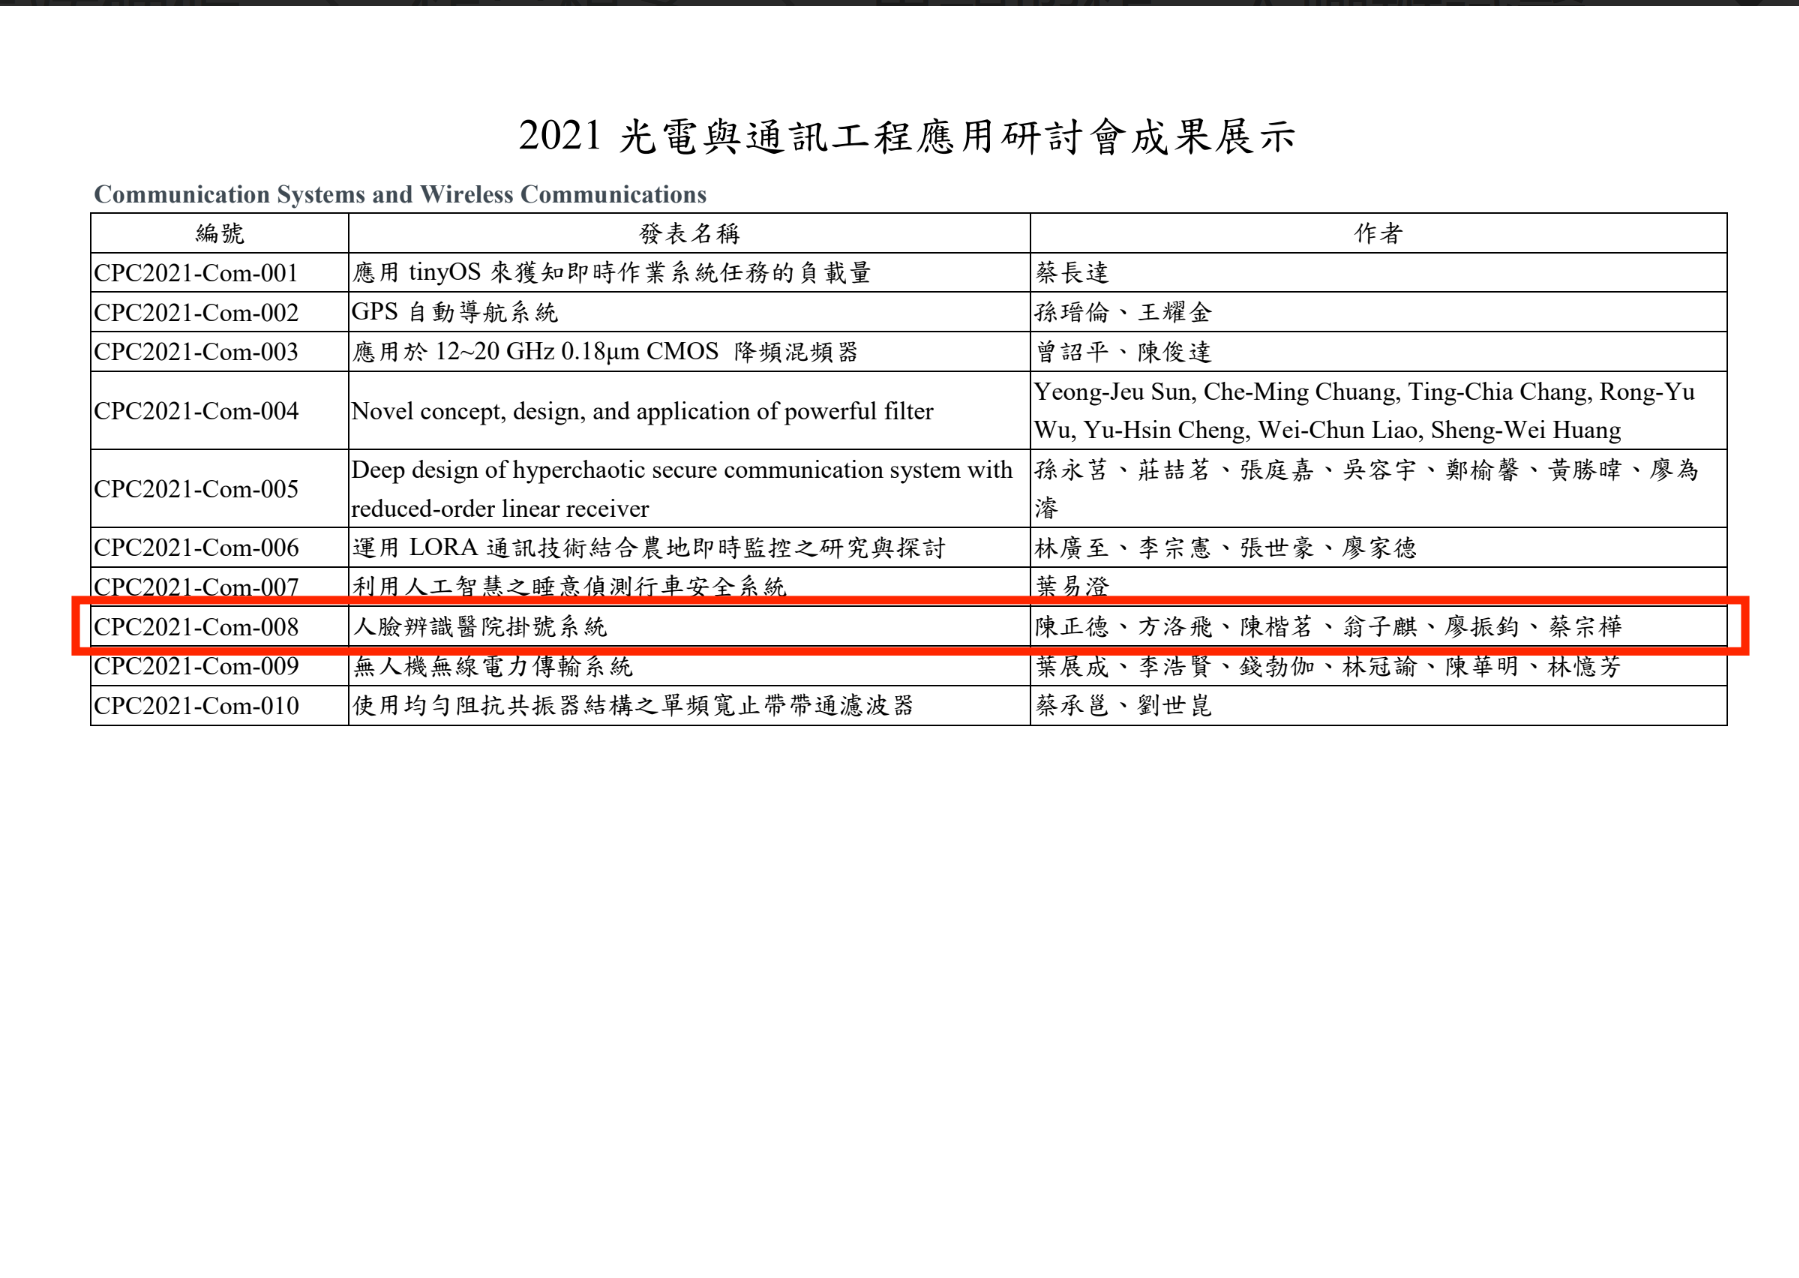 2021 光電與通訊工程應用研討會成果展示
Communication Systems and Wireless Communications
編號 發表名稱 作者
CPC2021-Com-001 應用 tinyOS 來獲知即時作業系統任務的負載量 蔡長達
CPC2021-Com-002 GPS 自動導航系統 孫瑨倫、王耀金
CPC2021-Com-003 應用於 12~20 GHz 0.18μm CMOS 降頻混頻器 曾詔平、陳俊達
CPC2021-Com-004 Novel concept, design, and application of powerful filter Yeong-Jeu Sun, Che-Ming Chuang, Ting-Chia Chang, Rong-Yu
Wu, Yu-Hsin Cheng, Wei-Chun Liao, Sheng-Wei Huang
CPC2021-Com-005 Deep design of hyperchaotic secure communication system with
reduced-order linear receiver 孫永莒、莊喆茗、張庭嘉、吳容宇、鄭榆馨、黃勝暐、廖為
濬
CPC2021-Com-006 運用 LORA 通訊技術結合農地即時監控之研究與探討 林廣至、李宗憲、張世豪、廖家德
CPC2021-Com-007 利用人工智慧之睡意偵測行車安全系統 葉易澄
CPC2021-Com-008 人臉辨識醫院掛號系統 陳正德、方洛飛、陳楷茗、翁子麒、廖振鈞、蔡宗樺
CPC2021-Com-009 無人機無線電力傳輸系統 葉展成、李浩賢、錢勃伽、林冠諭、陳華明、林憶芳
CPC2021-Com-010 使用均勻阻抗共振器結構之單頻寬止帶帶通濾波器 蔡承邕、劉世崑